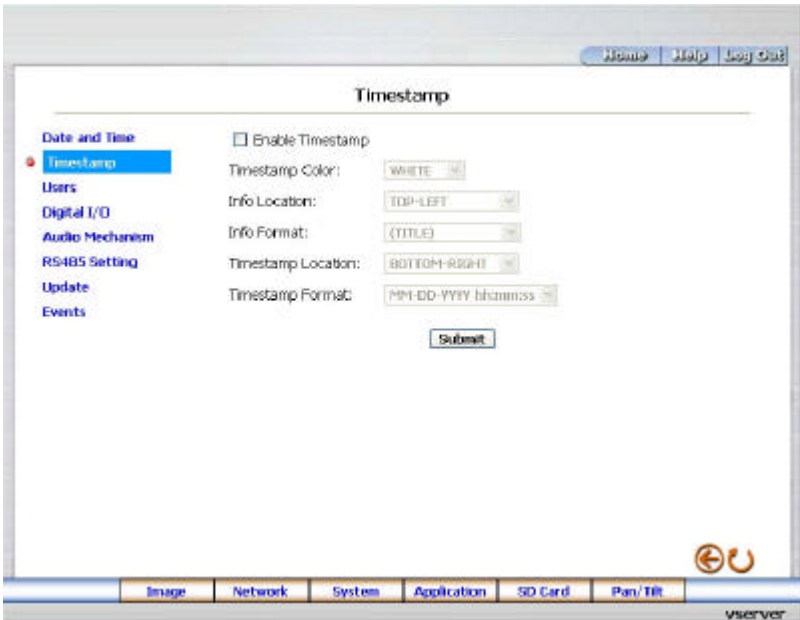 Home Help Log Out
Timestamp
Date and Time
Timestamp
Users
Digital I/O
Audio Mechanism
RS485 Setting
Update
Events
Enable Timestamp
Timestamp Color: WHITE
Info Location: TOP-LEFT
Info Format: (TITLE)
Timestamp Location: BOTTOM-RIGHT
Timestamp Format: MM-DD-YYYY hh:mm:ss
Submit
Image Network System Application SD Card Pan/Tilt
vserver